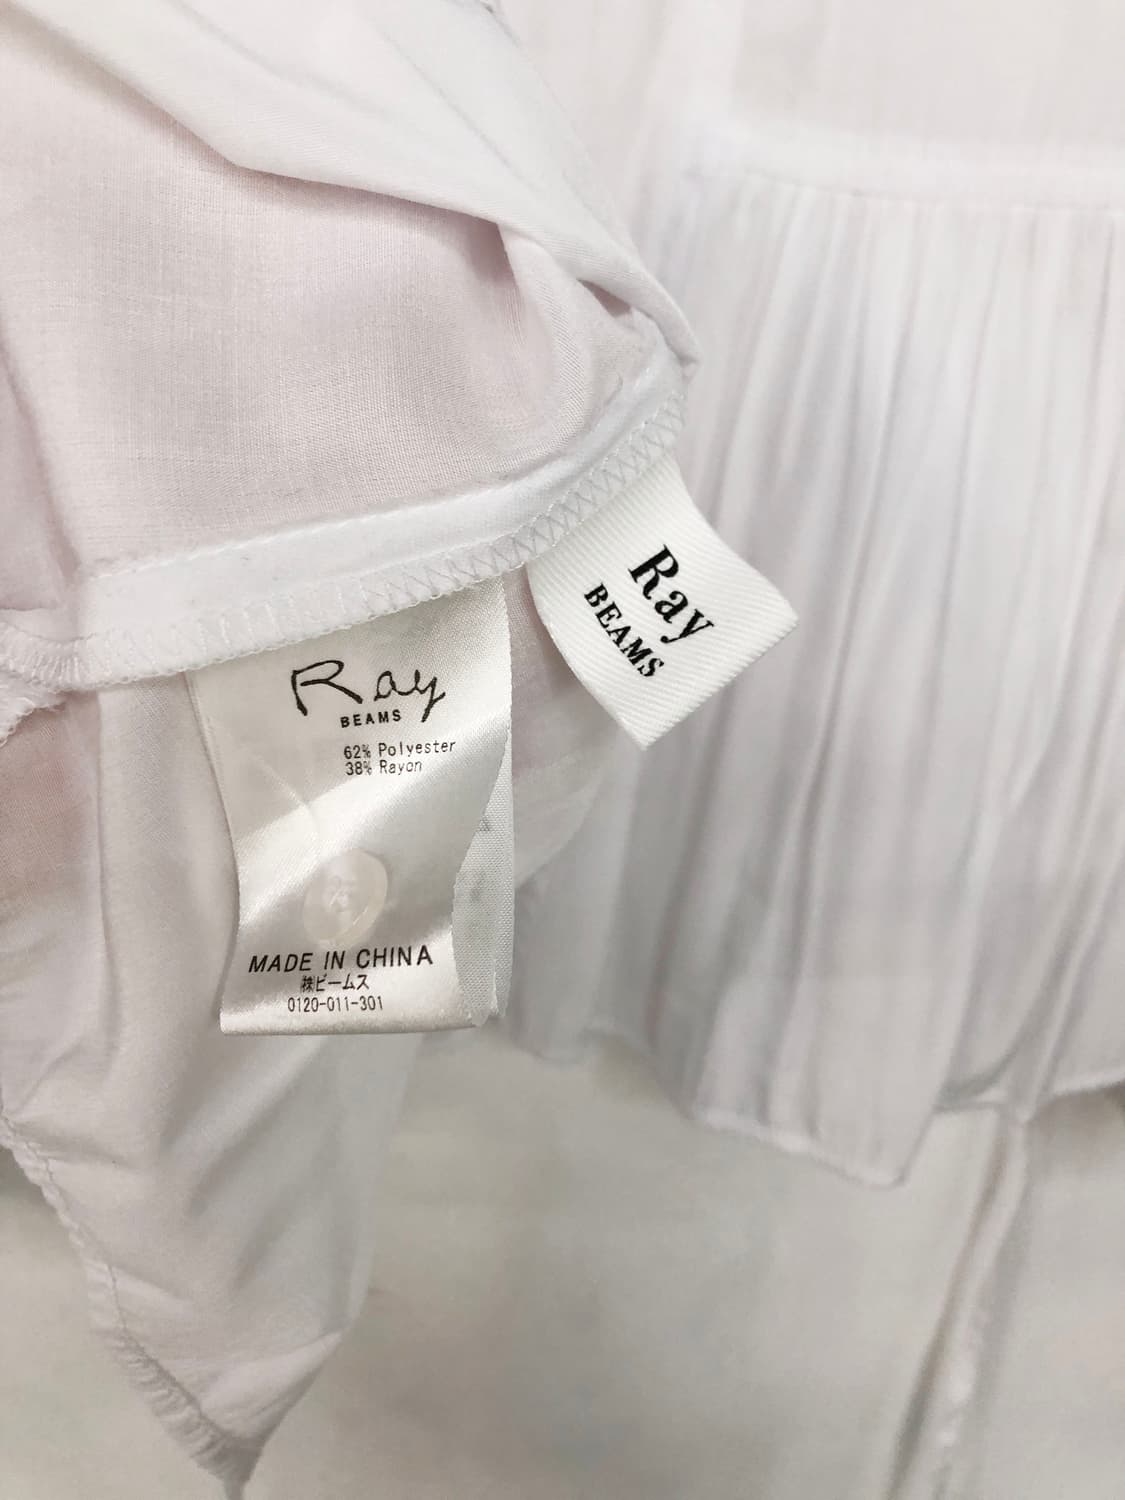 Ray
BEAMS
62% Polyester
38% Rayon
MADE IN CHINA
㈱ビームス
0120-011-301
Ray
BEAMS